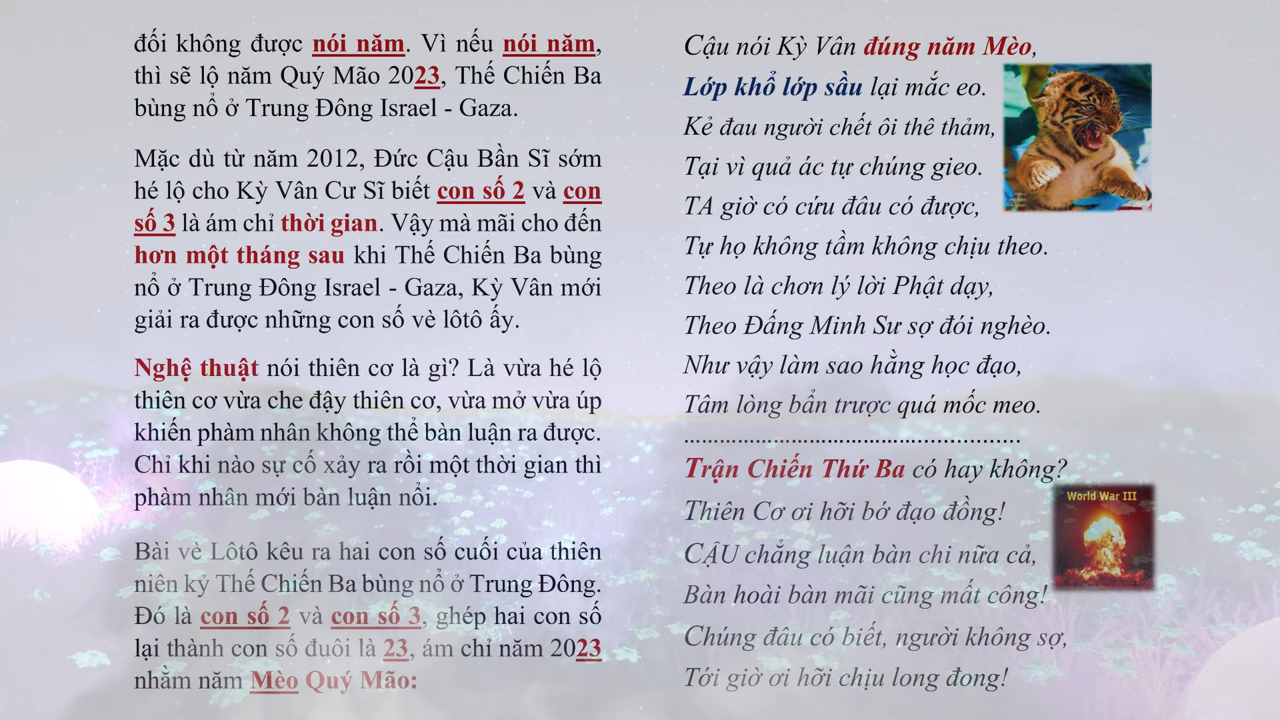 đối không được nói năm. Vì nếu nói năm,
thì sẽ lộ năm Quý Mão 2023, Thế Chiến Ba
bùng nổ ở Trung Đông Israel - Gaza.
Mặc dù từ năm 2012, Đức Cậu Bần Sĩ sớm
hé lộ cho Kỳ Vân Cư Sĩ biết con số 2 và con
số 3 là ám chỉ thời gian. Vậy mà mãi cho đến
hơn một tháng sau khi Thế Chiến Ba bùng
nổ ở Trung Đông Israel - Gaza, Kỳ Vân mới
giải ra được những con số vè lôtô ấy.
Nghệ thuật nói thiên cơ là gì? Là vừa hé lộ
thiên cơ vừa che đậy thiên cơ, vừa mở vừa úp
khiến phàm nhân không thể bàn luận ra được.
Chỉ khi nào sự cố xảy ra rồi một thời gian thì
phàm nhân mới bàn luận nổi.
Bài vè Lôtô kêu ra hai con số cuối của thiên
niên kỷ Thế Chiến Ba bùng nổ ở Trung Đông.
Đó là con số 2 và con số 3, ghép hai con số
lại thành con số đuôi là 23, ám chỉ năm 2023
nhằm năm Mèo Quý Mão:
Cậu nói Kỳ Vân đúng năm Mèo,
Lớp khổ lớp sầu lại mắc eo.
Kẻ đau người chết ôi thê thảm,
Tại vì quả ác tự chúng gieo.
TA giờ có cứu đâu có được,
Tự họ không tầm không chịu theo.
Theo là chơn lý lời Phật dạy,
Theo Đấng Minh Sư sợ đói nghèo.
Như vậy làm sao hằng học đạo,
Tâm lòng bẩn trược quá mốc meo.
.................................................
Trận Chiến Thứ Ba có hay không?
World War III
Thiên Cơ ơi hỡi bớ đạo đồng!
CẬU chẳng luận bàn chi nữa cả,
Bàn hoài bàn mãi cũng mất công!
Chúng đâu có biết, người không sợ,
Tới giờ ơi hỡi chịu long đong!